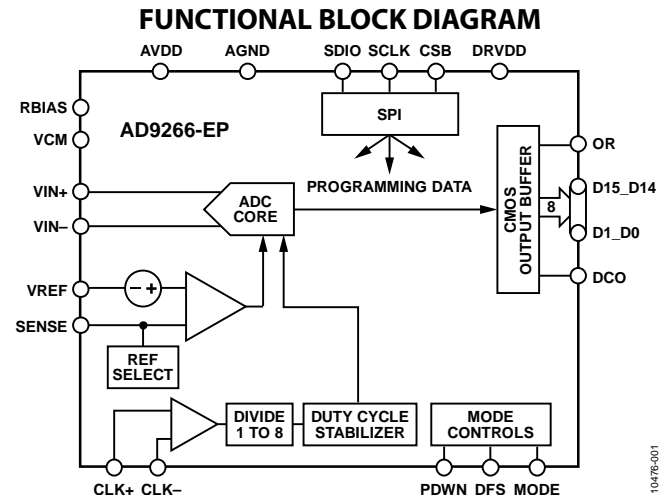 FUNCTIONAL BLOCK DIAGRAM
AVDD AGND SDIO SCLK CSB DRVDD
RBIAS
VCM
AD9266-EP
SPI
PROGRAMMING DATA
VIN+
VIN–
ADC
CORE
CMOS
OUTPUT BUFFER
OR
D15_D14
8
D1_D0
DCO
VREF
– +
SENSE
REF
SELECT
DIVIDE
1 TO 8
DUTY CYCLE
STABILIZER
MODE
CONTROLS
CLK+ CLK– PDWN DFS MODE
10476-001